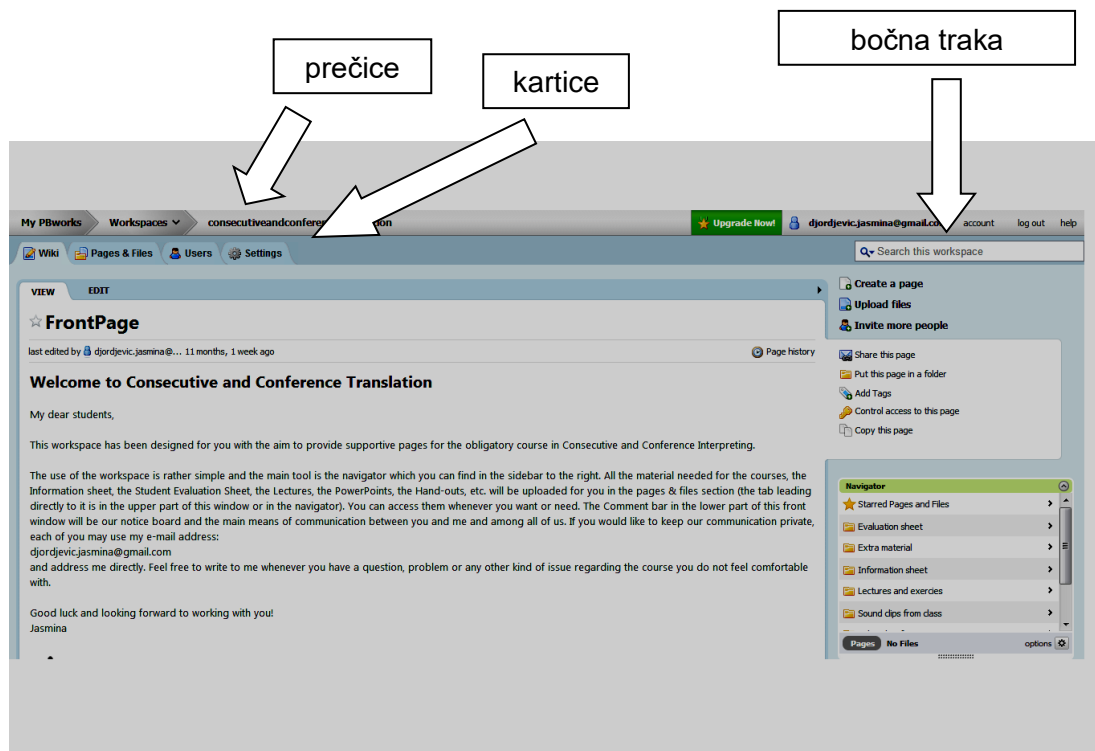 bočna traka
prečice
kartice
My PBworks Workspaces consecutiveandconferen on Upgrade Now! djordjevic.jasmina@gmail.co account log out help
Wiki Pages & Files Users Settings Search this workspace
VIEW EDIT
Create a page
Upload files
Invite more people
FrontPage
last edited by djordjevic.jasmina@... 11 months, 1 week ago Page history
Share this page
Put this page in a folder
Add Tags
Control access to this page
Copy this page
Welcome to Consecutive and Conference Translation
My dear students,
This workspace has been designed for you with the aim to provide supportive pages for the obligatory course in Consecutive and Conference Interpreting.
The use of the workspace is rather simple and the main tool is the navigator which you can find in the sidebar to the right. All the material needed for the courses, the
Information sheet, the Student Evaluation Sheet, the Lectures, the PowerPoints, the Hand-outs, etc. will be uploaded for you in the pages & files section (the tab leading
directly to it is in the upper part of this window or in the navigator). You can access them whenever you want or need. The Comment bar in the lower part of this front
window will be our notice board and the main means of communication between you and me and among all of us. If you would like to keep our communication private,
each of you may use my e-mail address:
djordjevic.jasmina@gmail.com
and address me directly. Feel free to write to me whenever you have a question, problem or any other kind of issue regarding the course you do not feel comfortable
with.
Good luck and looking forward to working with you!
Jasmina
Navigator
Starred Pages and Files
Evaluation sheet
Extra material
Information sheet
Lectures and exercies
Sound clips from class
Pages No Files options